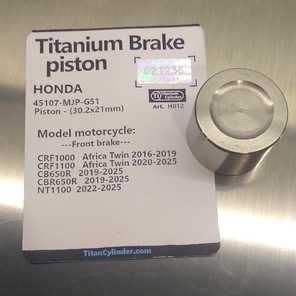 Titanium Brake
piston
621236
HONDA
45107-MJP-G51
Piston - (30.2x21mm)
Art. H012
Model motorcycle:
---Front brake---
CRF1000 Africa Twin 2016-2019
CRF1100 Africa Twin 2020-2025
CB650R 2019-2025
CBR650R 2019-2025
NT1100 2022-2025
TitanCylinder.com